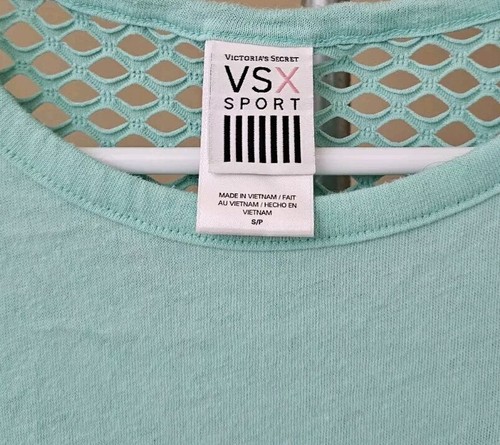 VICTORIA'S SECRET
VSX
SPORT
MADE IN VIETNAM / FAIT
AU VIETNAM / HECHO EN
VIETNAM
S/P